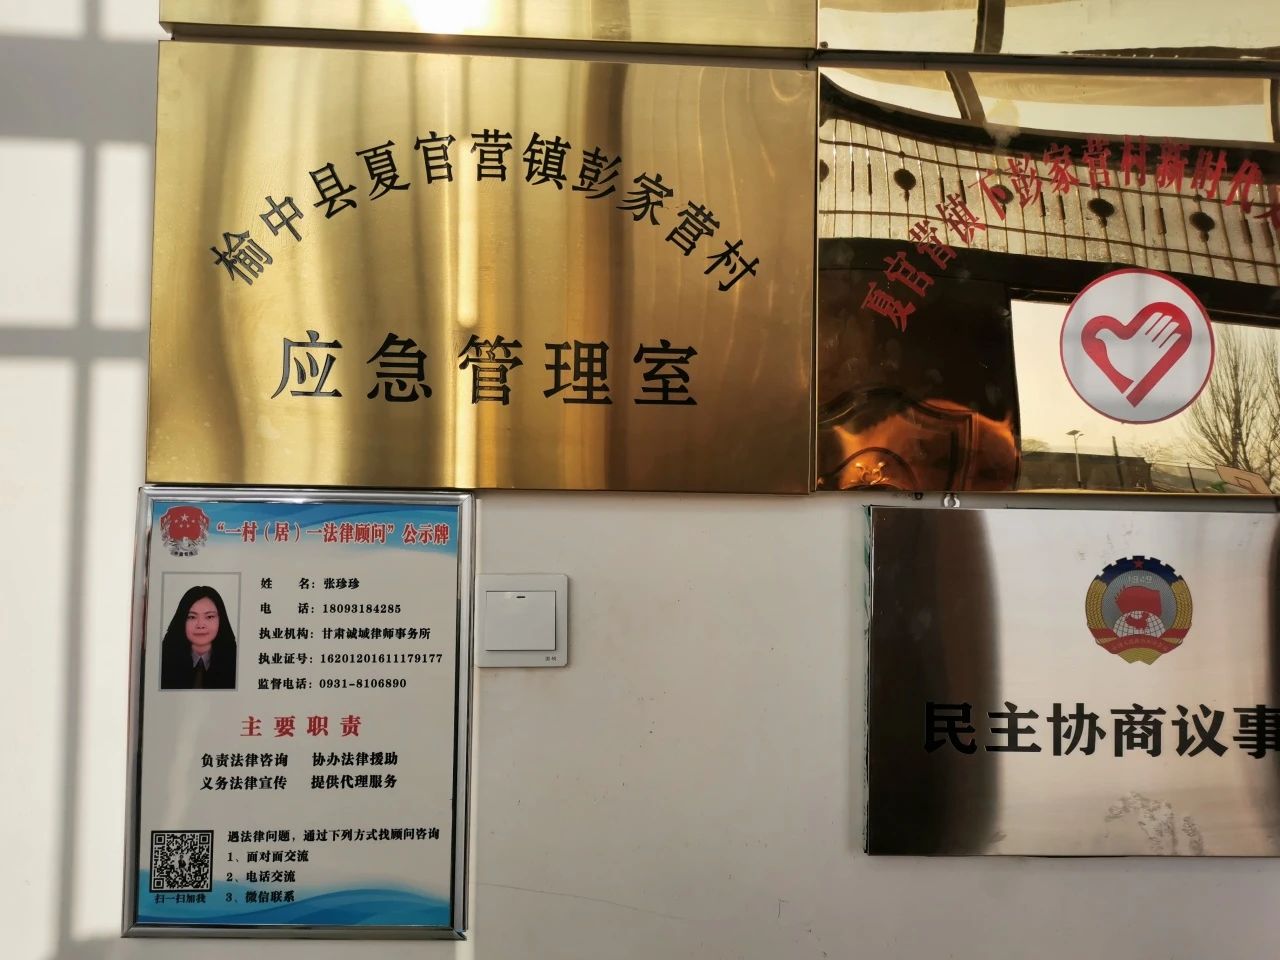 榆中县夏官营镇彭家营村
应急管理室
夏官营镇下彭家营村新时代
"一村（居）一法律顾问"公示牌
姓 名：张珍珍
电 话：18093184285
执业机构：甘肃诚域律师事务所
执业证号：16201201611179177
监督电话：0931-8106890
主要职责
负责法律咨询 协办法律援助
义务法律宣传 提供代理服务
遇法律问题，通过下列方式找顾问咨询
1、面对面交流
2、电话交流
3、微信联系
扫一扫加我
1949
民主协商议事